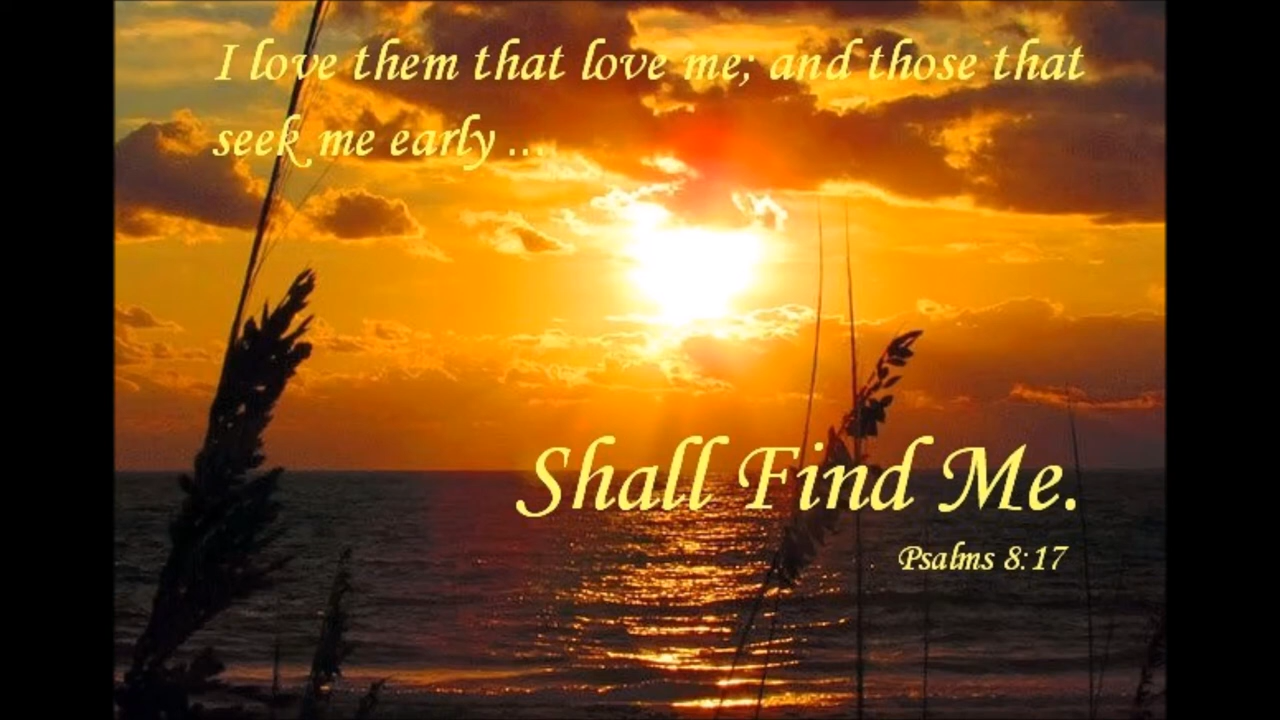 I love them that love me; and those that
seek me early ...
Shall Find Me.
Psalms 8:17